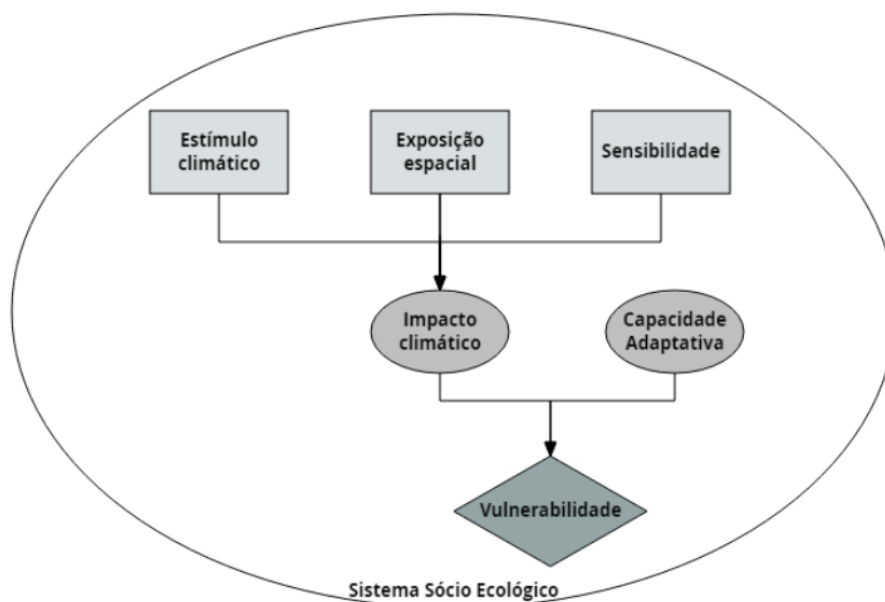 Estímulo
climático
Exposição
espacial
Sensibilidade
Impacto
climático
Capacidade
Adaptativa
Vulnerabilidade
Sistema Sócio Ecológico